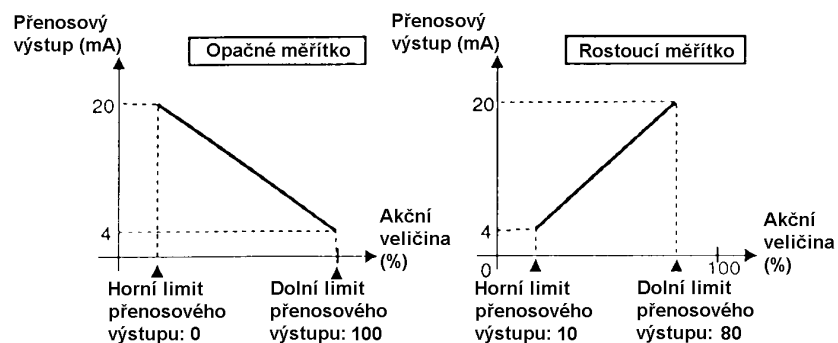 Přenosový
výstup (mA)
Opačné měřítko
20
4
Akční
veličina
(%)
Horní limit
přenosového
výstupu: 0
Dolní limit
přenosového
výstupu: 100
Přenosový
výstup (mA)
Rostoucí měřítko
20
4
0
100
Akční
veličina
(%)
Horní limit
přenosového
výstupu: 10
Dolní limit
přenosového
výstupu: 80